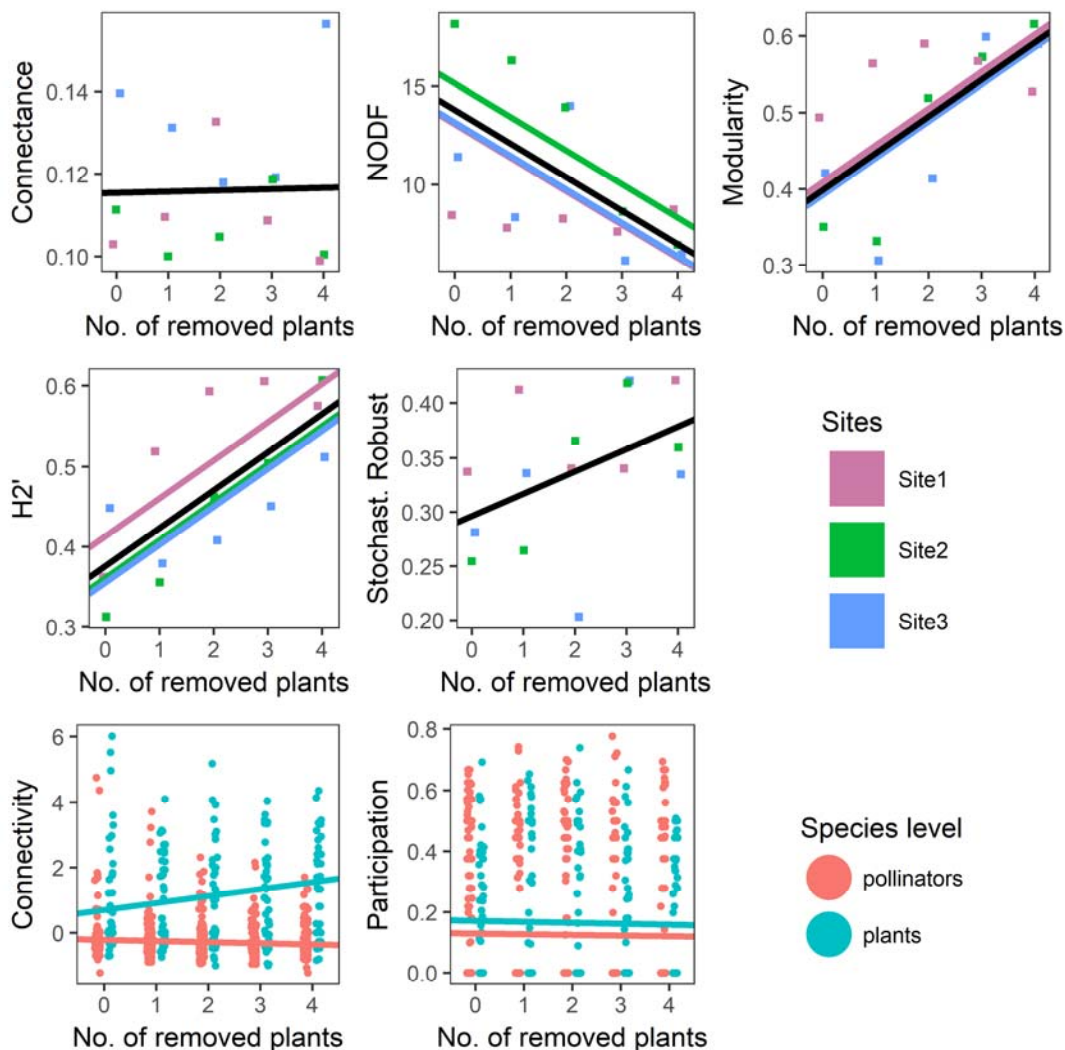 Connectance
0.14
0.12
0.10
0 1 2 3 4
No. of removed plants
NODF
15
10
0 1 2 3 4
No. of removed plants
Modularity
0.6
0.5
0.4
0.3
0 1 2 3 4
No. of removed plants
H2'
0.6
0.5
0.4
0.3
0 1 2 3 4
No. of removed plants
Stochast. Robust
0.40
0.35
0.30
0.25
0.20
0 1 2 3 4
No. of removed plants
Sites
Site1
Site2
Site3
Connectivity
6
4
2
0
0 1 2 3 4
No. of removed plants
Participation
0.8
0.6
0.4
0.2
0.0
0 1 2 3 4
No. of removed plants
Species level
pollinators
plants